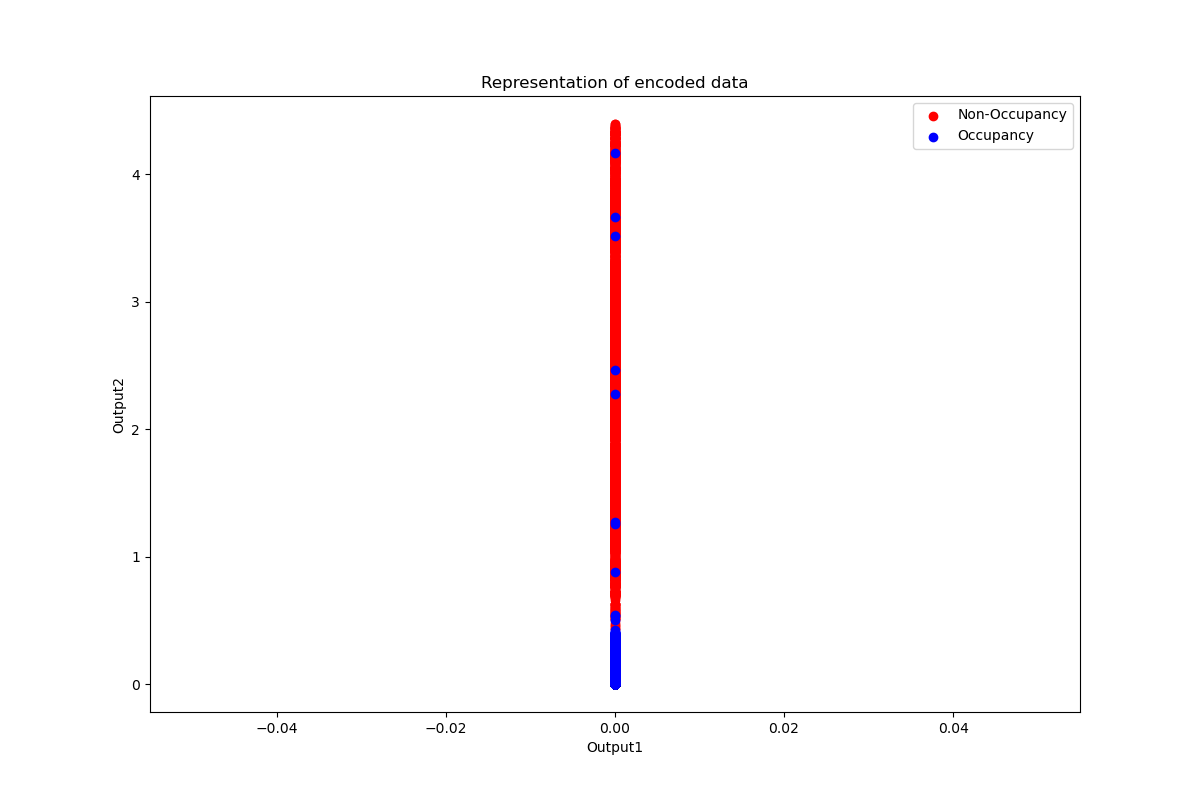 Representation of encoded data
Non-Occupancy
Occupancy
4
3
2
1
0
Output2
−0.04
−0.02
0.00
0.02
0.04
Output1